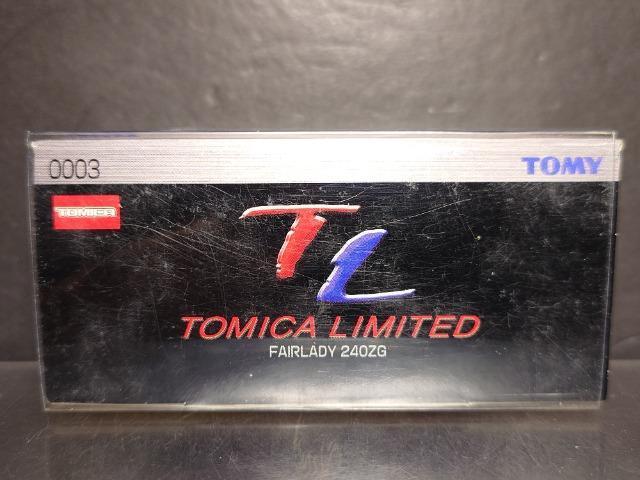 0003 TOMY
TOMICA
TL
TOMICA LIMITED
FAIRLADY 240ZG